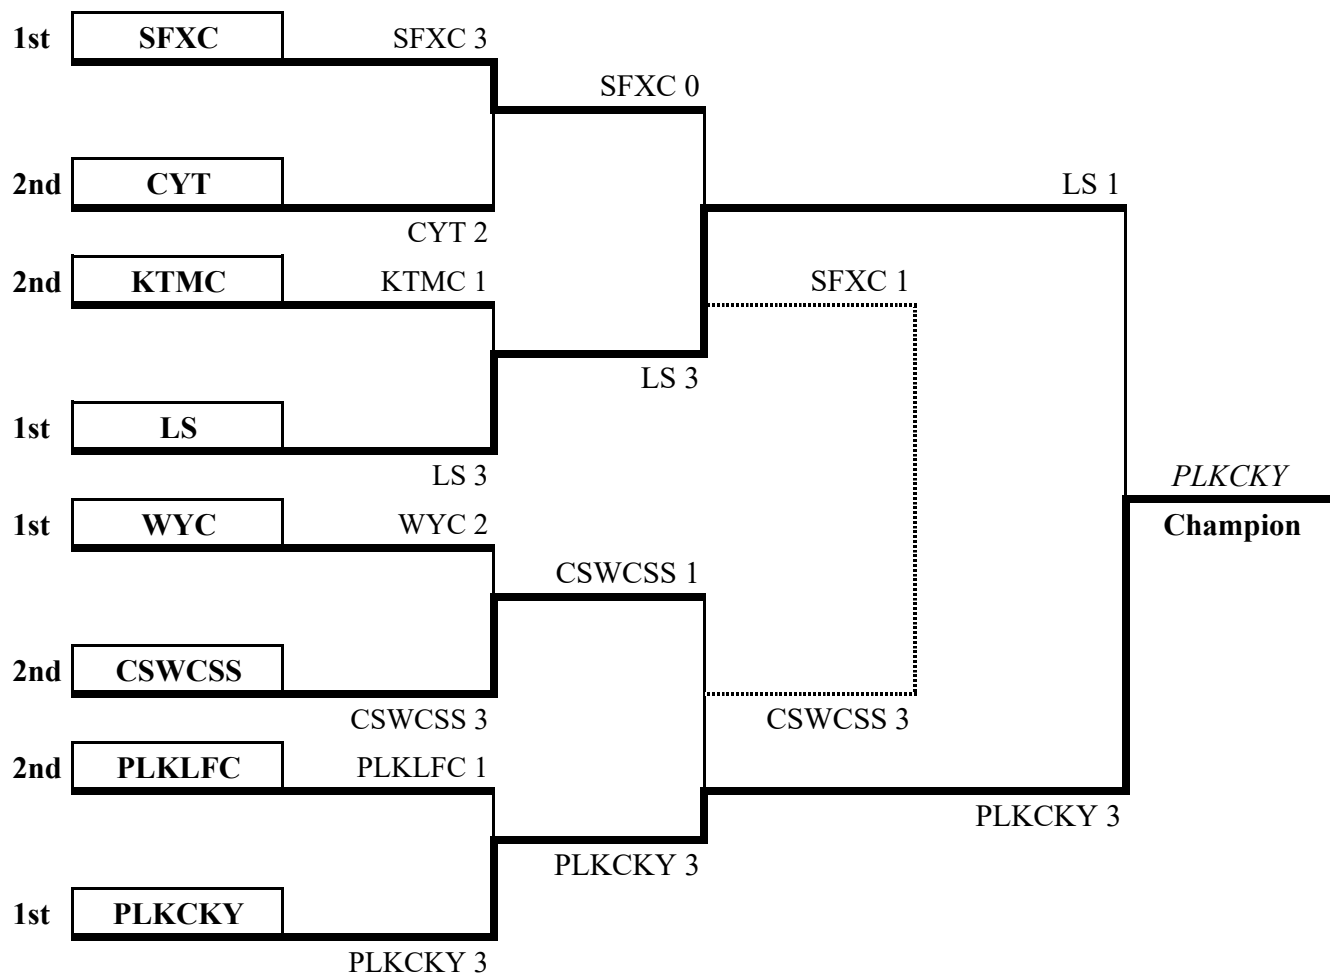 1st SFXC SFXC 3
SFXC 0
2nd CYT LS 1
CYT 2
2nd KTMC KTMC 1 SFXC 1
LS 3
1st LS
LS 3 PLKCKY
1st WYC WYC 2 Champion
CSWCSS 1
2nd CSWCSS
CSWCSS 3 CSWCSS 3
2nd PLKLFC PLKLFC 1
PLKCKY 3
PLKCKY 3
1st PLKCKY
PLKCKY 3